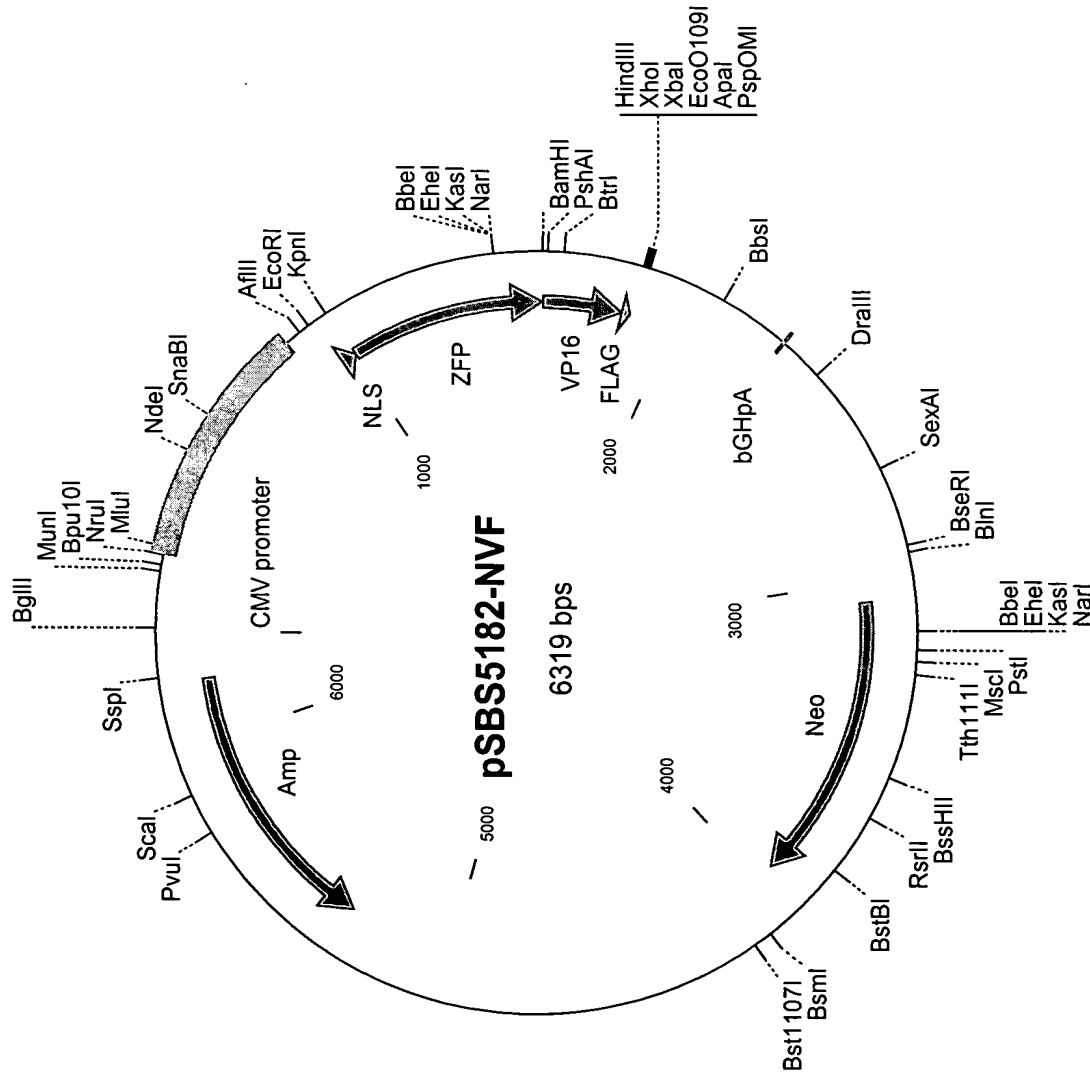 BglII
MunI
Bpu10I
NruI
MluI
NdeI
SnaBI
AflII
EcoRI
KpnI
BbeI
EheI
KasI
NarI
BamHI
PshAI
BtrI
HindIII
XhoI
XbaI
EcoO109I
ApaI
PspOMI
BbsI
DraIII
SexAI
BseRI
BlnI
BbeI
EheI
KasI
NarI
PstI
MscI
Tth111I
BssHII
RsrII
BstBI
BsmI
Bst1107I
PvuI
ScaI
SspI
CMV promoter
NLS
ZFP
VP16
FLAG
bGHpA
Neo
Amp
1000
2000
3000
4000
5000
6000
pSBS5182-NVF
6319 bps